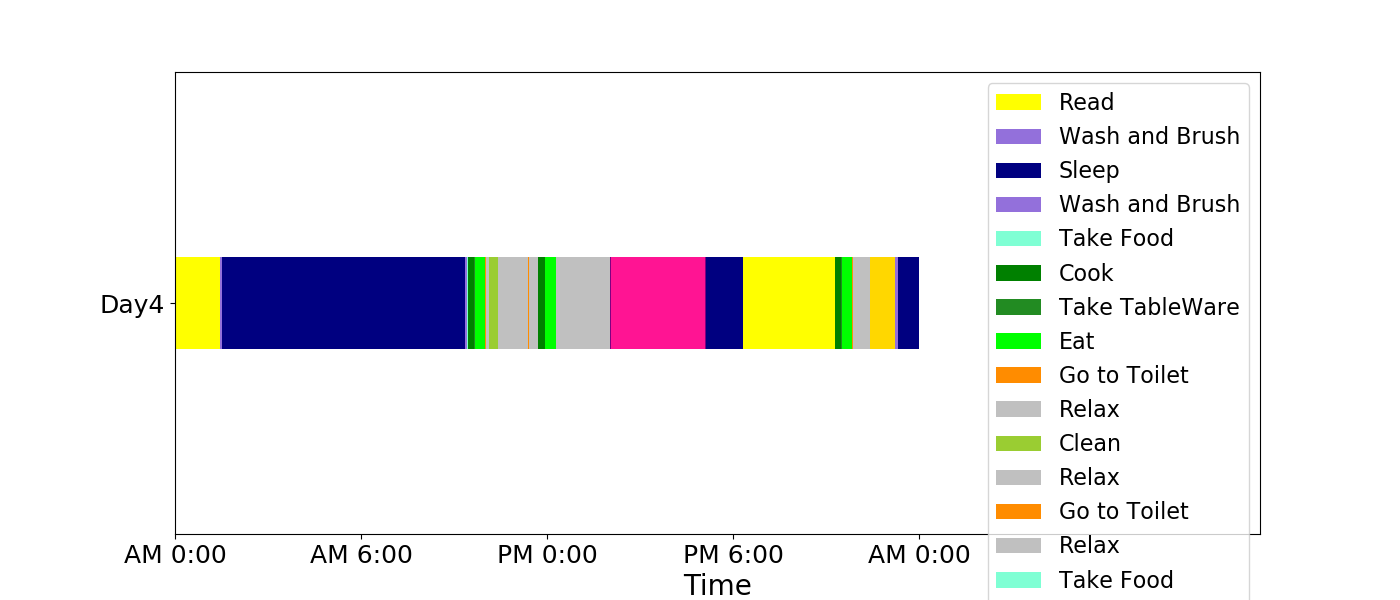 Read
Wash and Brush
Sleep
Wash and Brush
Take Food
Cook
Take TableWare
Eat
Go to Toilet
Relax
Clean
Relax
Go to Toilet
Relax
Take Food
Day4
AM 0:00 AM 6:00 PM 0:00 PM 6:00 AM 0:00
Time